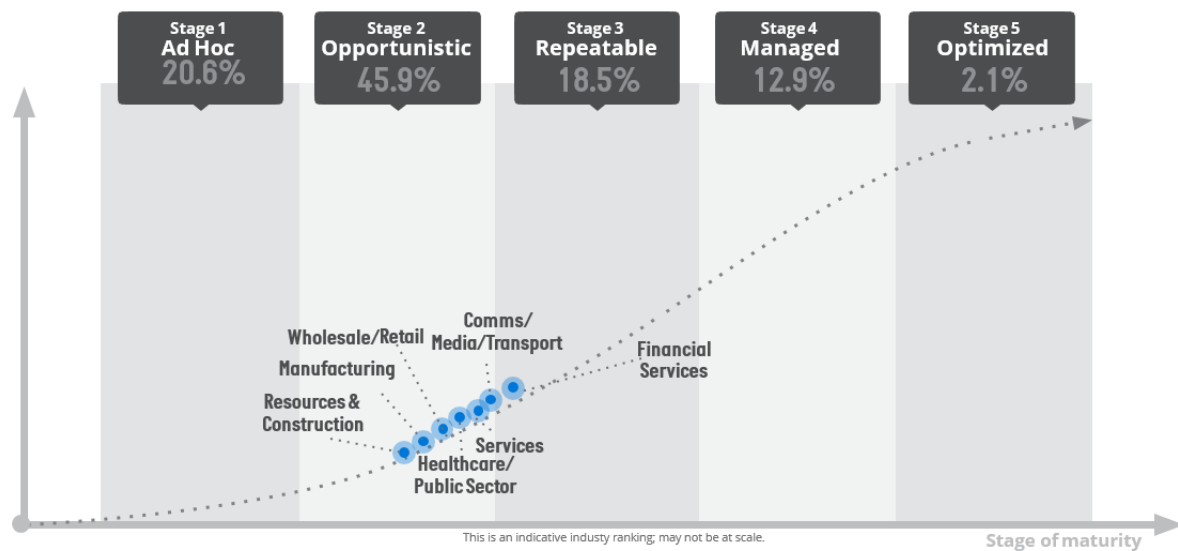 Stage 1
Ad Hoc
20.6%
Stage 2
Opportunistic
45.9%
Stage 3
Repeatable
18.5%
Stage 4
Managed
12.9%
Stage 5
Optimized
2.1%
Comms/
Media/Transport
Wholesale/Retail
Manufacturing
Resources &
Construction
Financial
Services
Services
Healthcare/
Public Sector
This is an indicative industy ranking; may not be at scale.
Stage of maturity